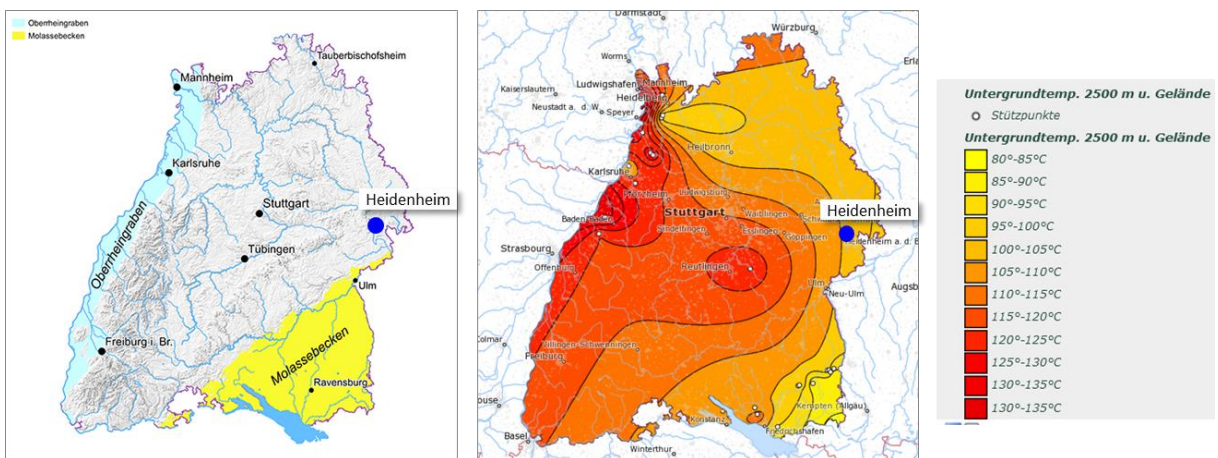 Oberrheingraben
Molassebecken
Tauberbischofsheim
Mannheim
Karlsruhe
Heidenheim
Stuttgart
Oberrheingraben
Tübingen
Ulm
Freiburg i. Br.
Molassebecken
Ravensburg
Darmstadt
Würzburg
Worms
Ludwigshafen
Mannheim
Kaiserslautern
Heidelberg
Neustadt a. d. W
Speyer
Heilbronn
Karlsruhe
Pforzheim
Ludwigsburg
Heidenheim
Baden-Baden
Stuttgart
Waiblingen
Sindelfingen
Esslingen
Göppingen
Heidenheim a. d. B
Strasbourg
Offenburg
Reutlingen
Ulm
Neu-Ulm
Augsb
Colmar
Villingen-Schwenningen
Freiburg
Kempten (Allgäu)
Konstanz
Friedrichshafen
Basel
Winterthur
Untergrundtemp. 2500 m u. Gelände
Stützpunkte
Untergrundtemp. 2500 m u. Gelände
80°-85°C
85°-90°C
90°-95°C
95°-100°C
100°-105°C
105°-110°C
110°-115°C
115°-120°C
120°-125°C
125°-130°C
130°-135°C
130°-135°C